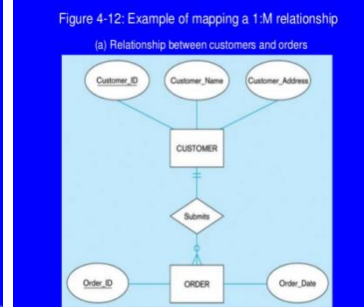 Figure 4-12: Example of mapping a 1:M relationship
(a) Relationship between customers and orders
Customer_ID
Customer_Name
Customer_Address
CUSTOMER
Submits
Order_ID
ORDER
Order_Date